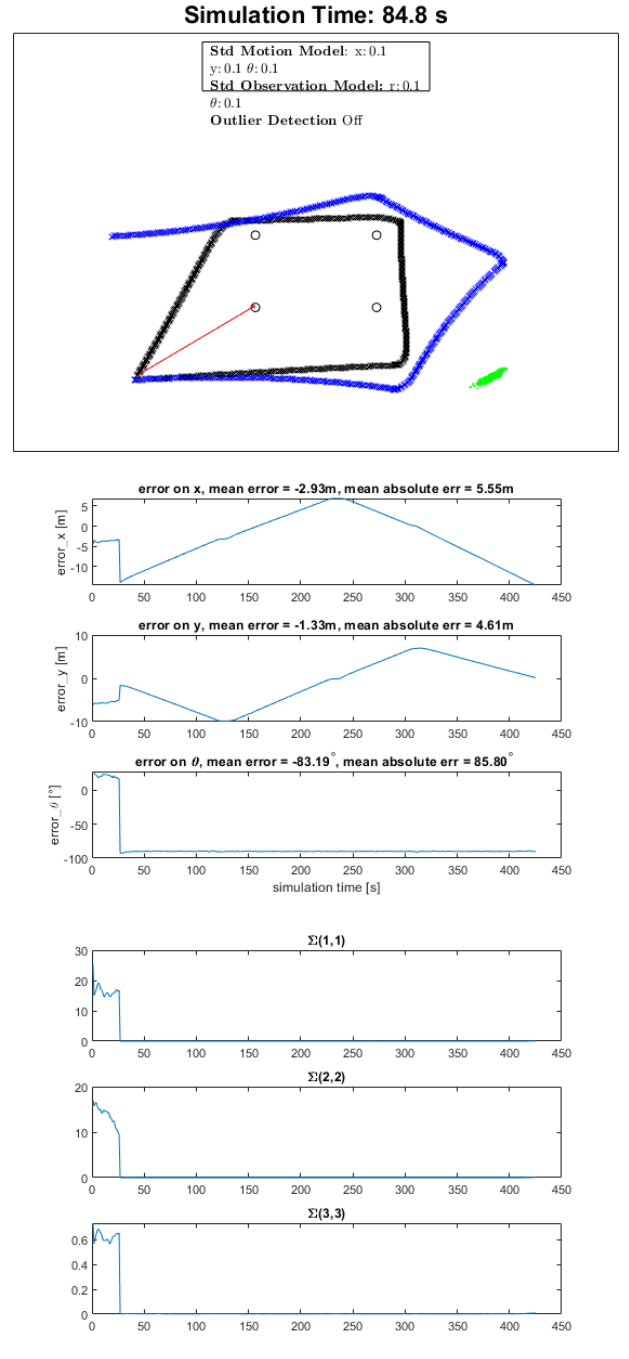 Simulation Time: 84.8 s
Std Motion Model: x:0.1
y:0.1 θ:0.1
Std Observation Model: r:0.1
θ:0.1
Outlier Detection Off
error on x, mean error = -2.93m, mean absolute err = 5.55m
error_x [m]
5
0
-5
-10
0 50 100 150 200 250 300 350 400 450
error on y, mean error = -1.33m, mean absolute err = 4.61m
error_y [m]
10
0
-10
0 50 100 150 200 250 300 350 400 450
error on θ, mean error = -83.19°, mean absolute err = 85.80°
error_θ [°]
0
-50
-100
0 50 100 150 200 250 300 350 400 450
simulation time [s]
Σ(1,1)
30
20
10
0
0 50 100 150 200 250 300 350 400 450
Σ(2,2)
20
10
0
0 50 100 150 200 250 300 350 400 450
Σ(3,3)
0.6
0.4
0.2
0
0 50 100 150 200 250 300 350 400 450